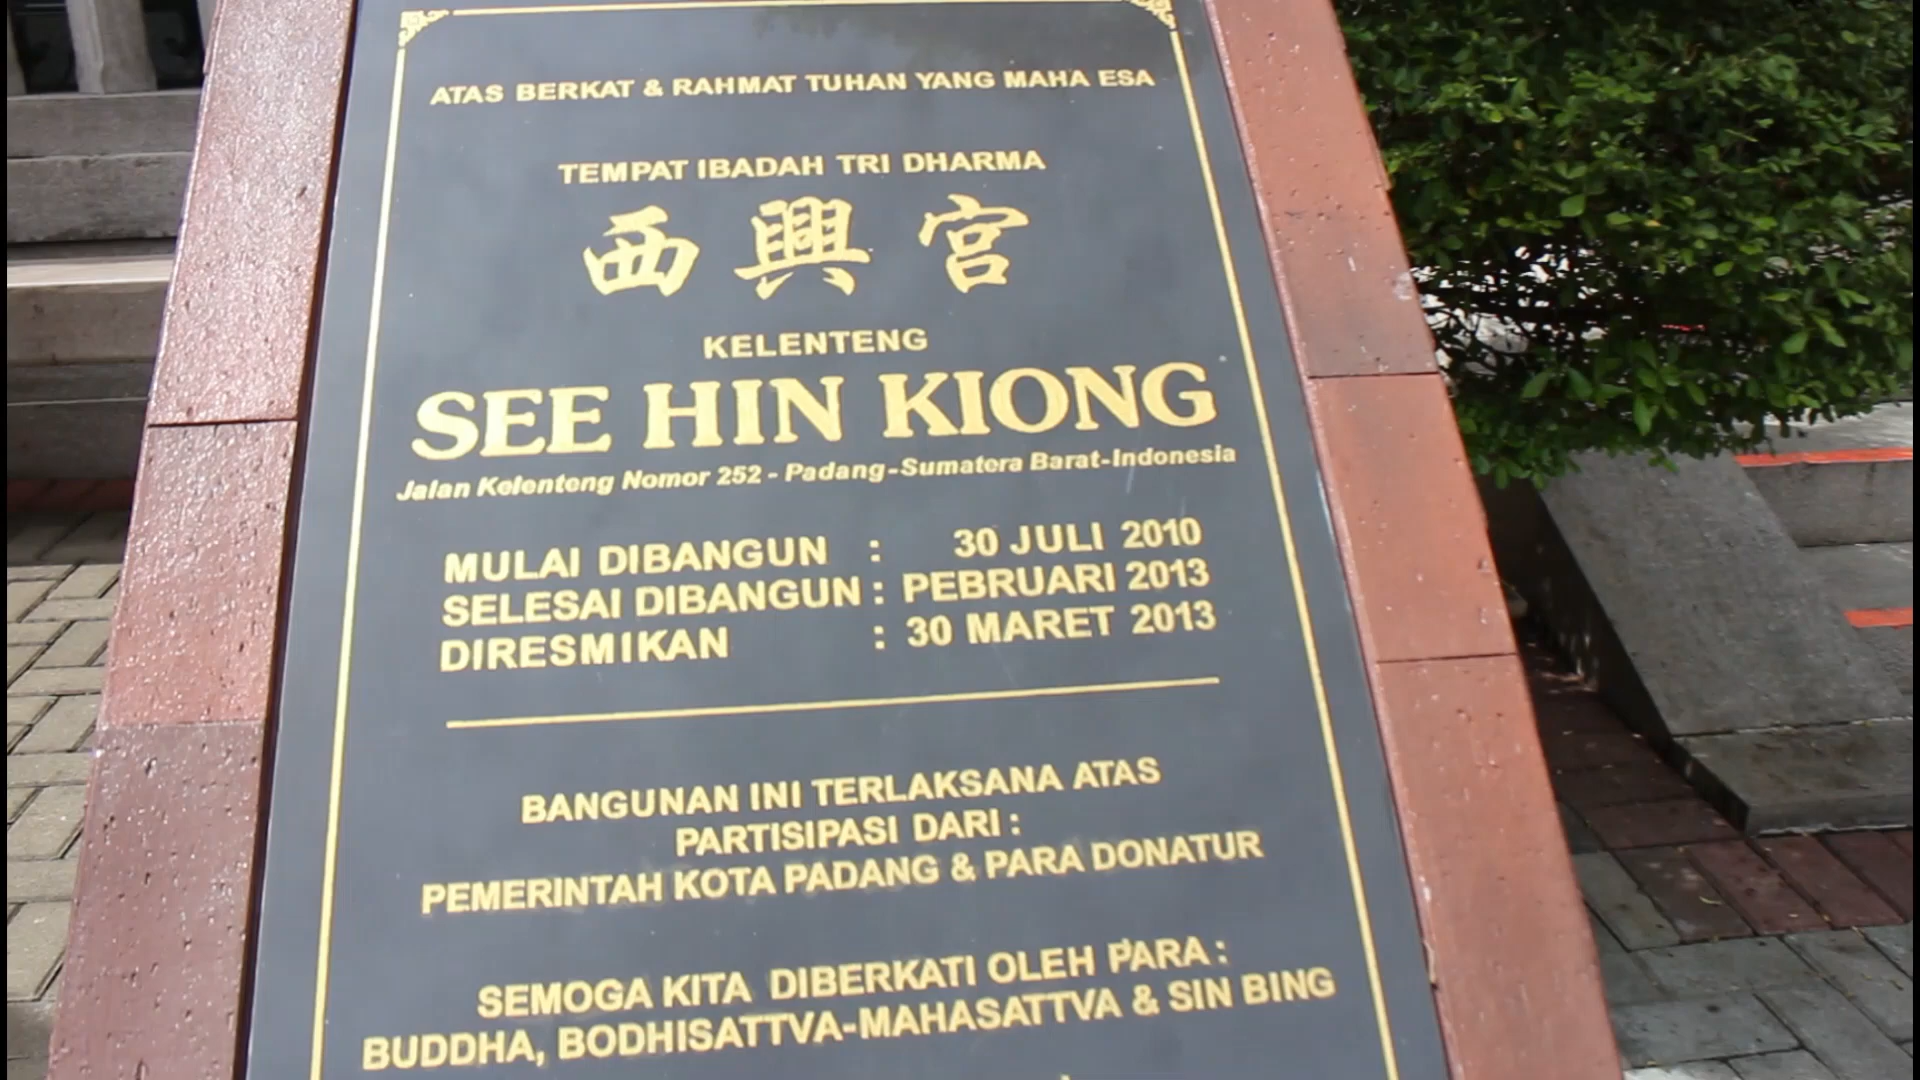 ATAS BERKAT & RAHMAT TUHAN YANG MAHA ESA
TEMPAT IBADAH TRI DHARMA
西興宮
KELENTENG
SEE HIN KIONG
Jalan Kelenteng Nomor 252 - Padang-Sumatera Barat-Indonesia
MULAI DIBANGUN : 30 JULI 2010
SELESAI DIBANGUN : PEBRUARI 2013
DIRESMIKAN : 30 MARET 2013
BANGUNAN INI TERLAKSANA ATAS
PARTISIPASI DARI :
PEMERINTAH KOTA PADANG & PARA DONATUR
SEMOGA KITA DIBERKATI OLEH PARA :
BUDDHA, BODHISATTVA-MAHASATTVA & SIN BING